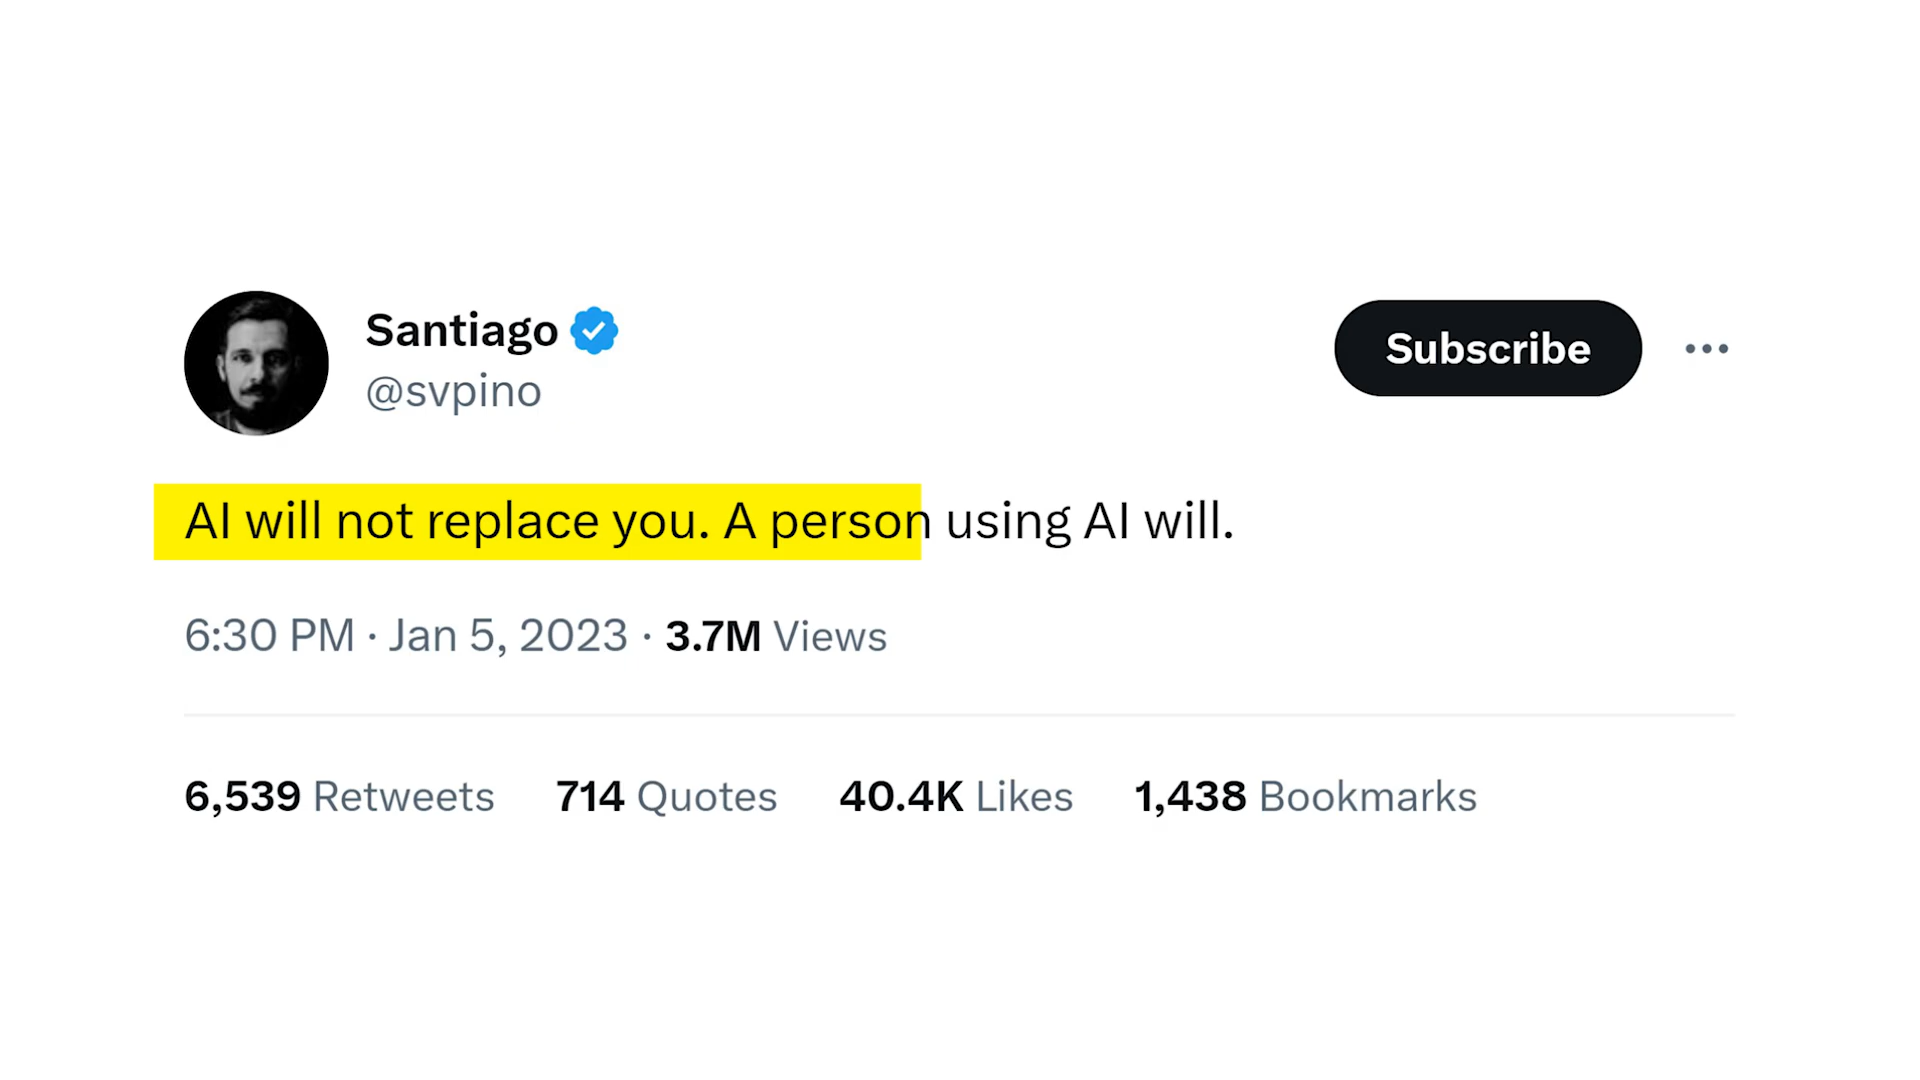 Santiago
@svpino
Subscribe
AI will not replace you. A person using AI will.
6:30 PM · Jan 5, 2023 · 3.7M Views
6,539 Retweets 714 Quotes 40.4K Likes 1,438 Bookmarks